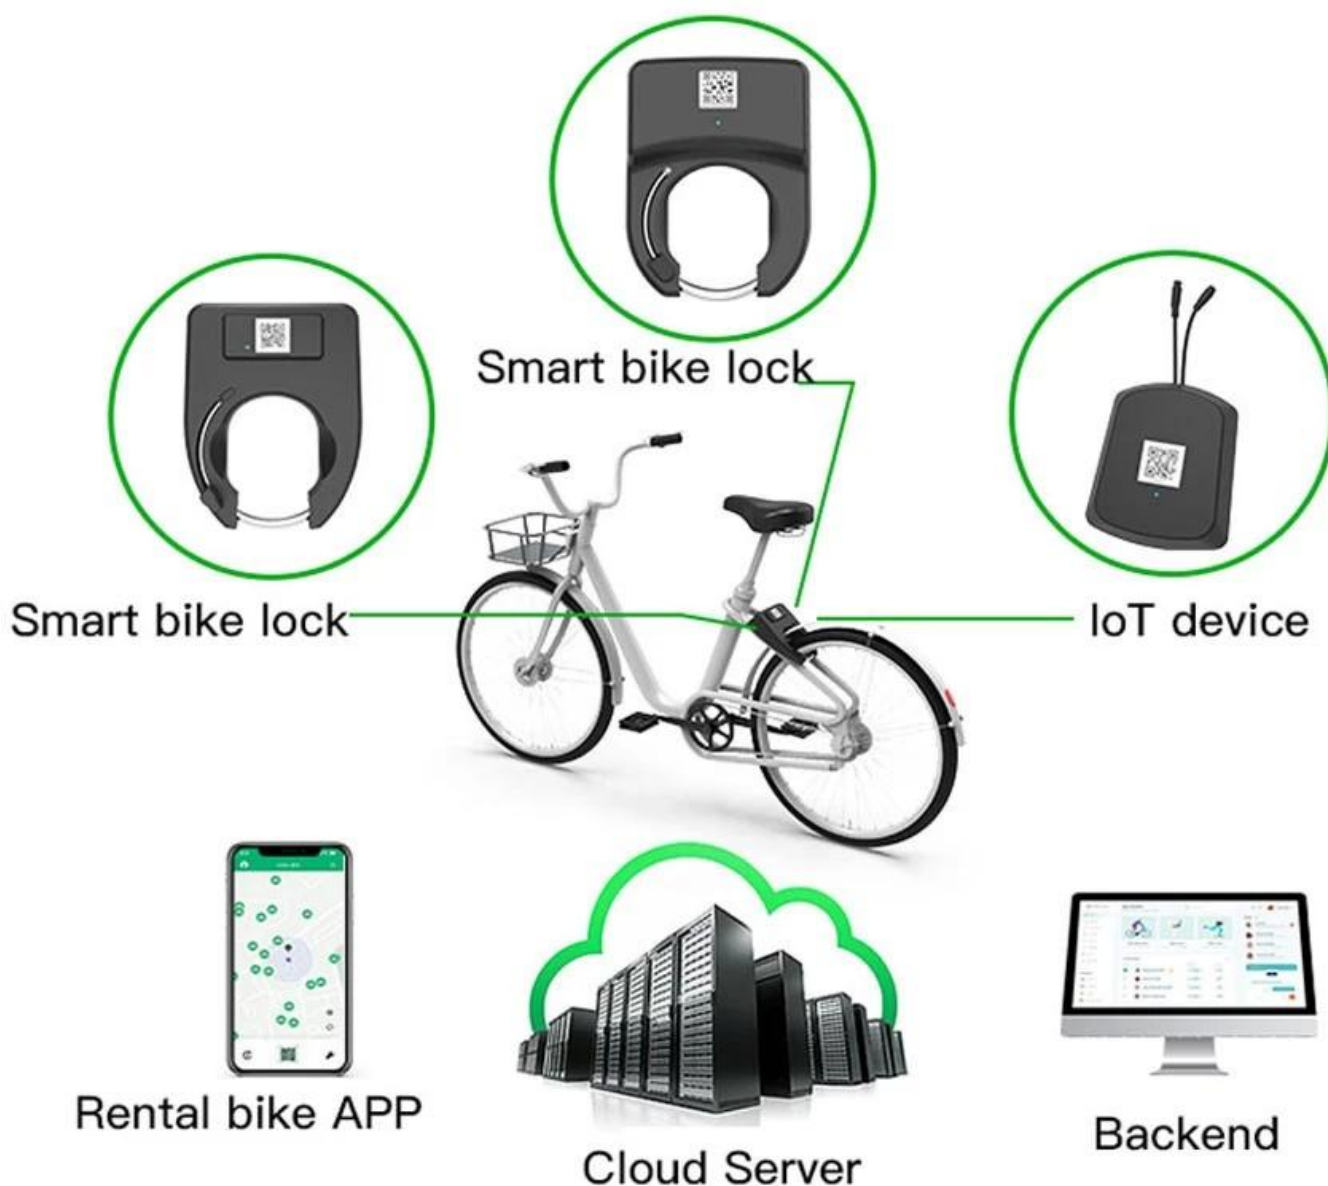 Smart bike lock
Smart bike lock
IoT device
Rental bike APP
Cloud Server
Backend